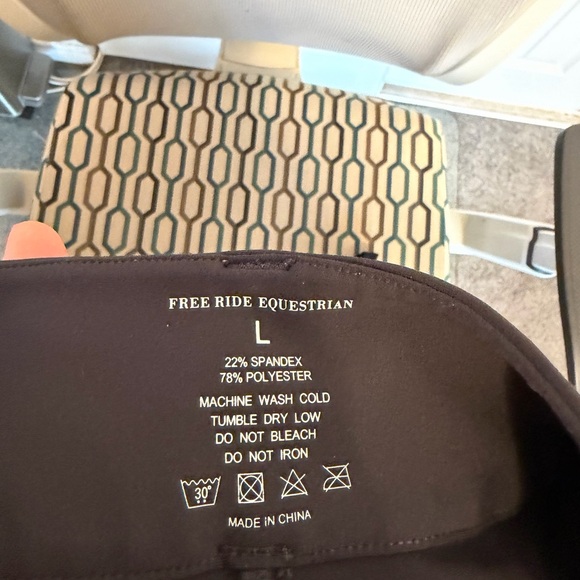 FREE RIDE EQUESTRIAN
L
22% SPANDEX
78% POLYESTER
MACHINE WASH COLD
TUMBLE DRY LOW
DO NOT BLEACH
DO NOT IRON
30°
MADE IN CHINA